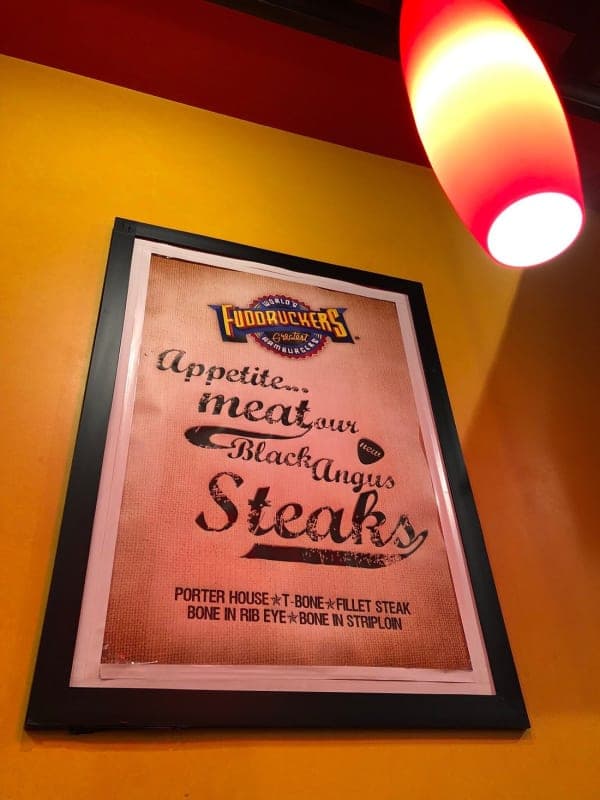 WORLD'S
FUDDRUCKERS
Greatest
HAMBURGERS
Appetite...
meat our
new
Black Angus
Steaks
PORTER HOUSE★T-BONE★FILLET STEAK
BONE IN RIB EYE★BONE IN STRIPLOIN